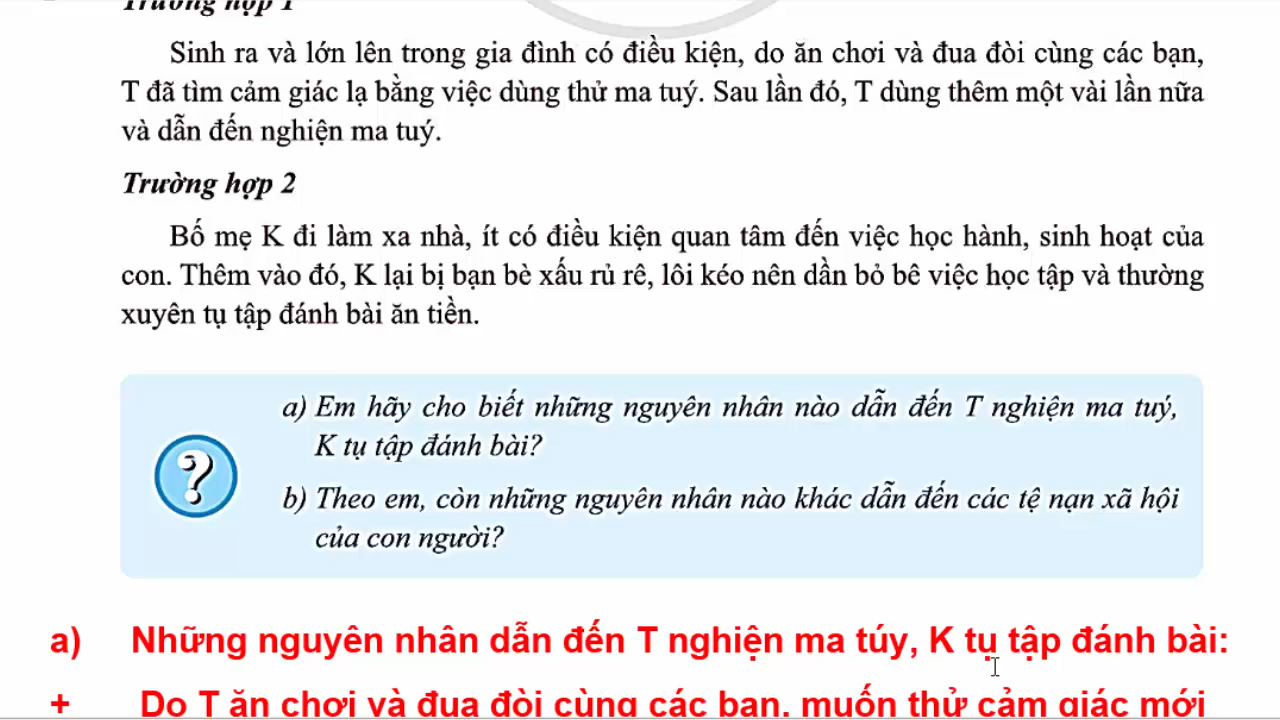 Trường hợp 1
Sinh ra và lớn lên trong gia đình có điều kiện, do ăn chơi và đua đòi cùng các bạn,
T đã tìm cảm giác lạ bằng việc dùng thử ma tuý. Sau lần đó, T dùng thêm một vài lần nữa
và dẫn đến nghiện ma tuý.
Trường hợp 2
Bố mẹ K đi làm xa nhà, ít có điều kiện quan tâm đến việc học hành, sinh hoạt của
con. Thêm vào đó, K lại bị bạn bè xấu rủ rê, lôi kéo nên dần bỏ bê việc học tập và thường
xuyên tụ tập đánh bài ăn tiền.
a) Em hãy cho biết những nguyên nhân nào dẫn đến T nghiện ma tuý,
K tụ tập đánh bài?
b) Theo em, còn những nguyên nhân nào khác dẫn đến các tệ nạn xã hội
của con người?
a) Những nguyên nhân dẫn đến T nghiện ma túy, K tụ tập đánh bài:
+ Do T ăn chơi và đua đòi cùng các bạn, muốn thử cảm giác mới